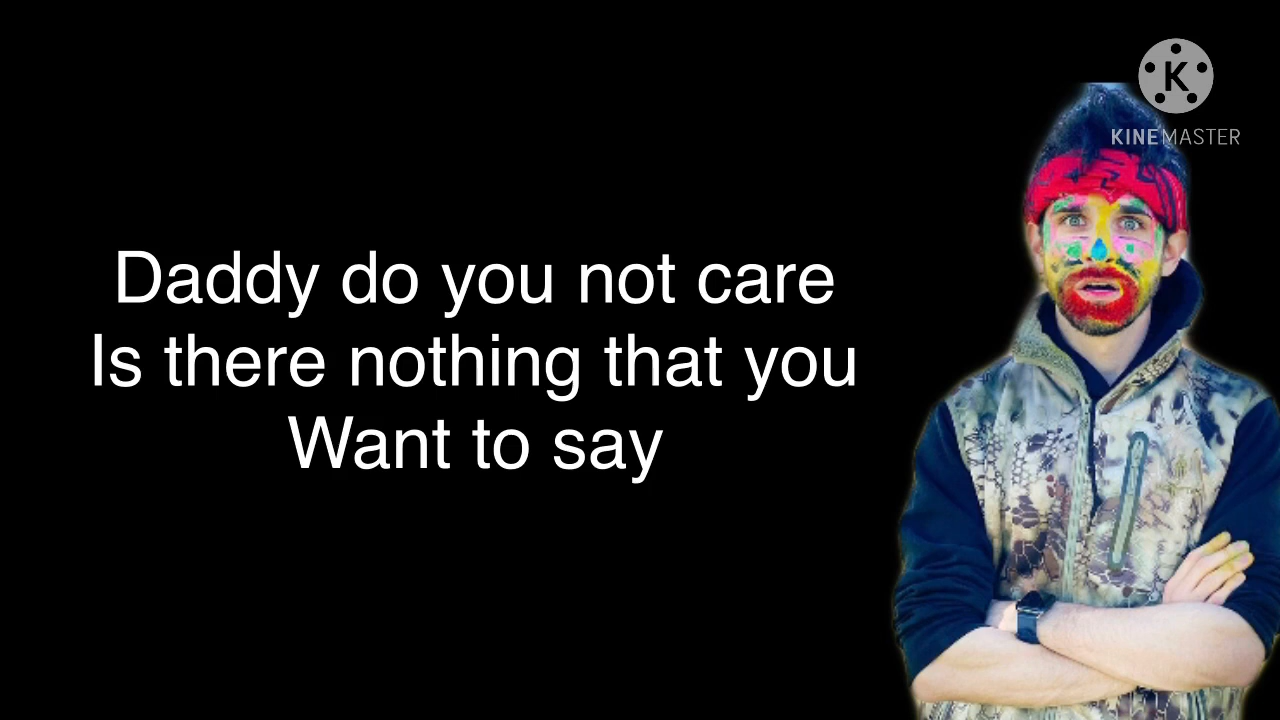 K
KINEMASTER
Daddy do you not care
Is there nothing that you
Want to say